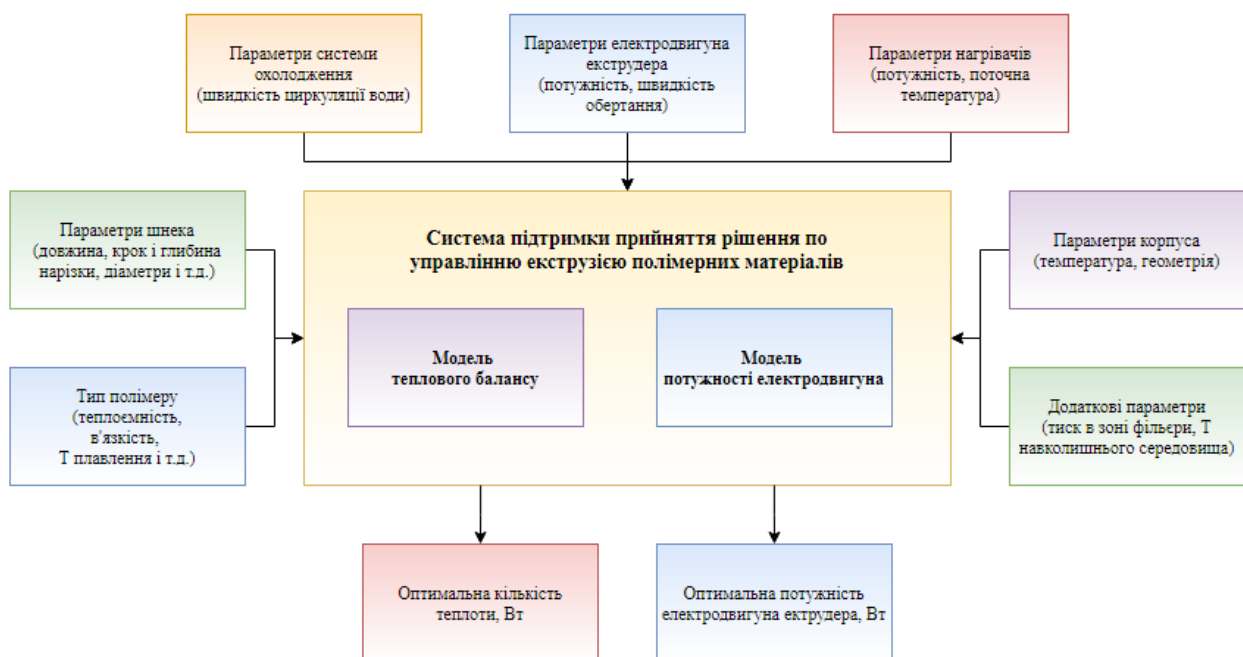 Параметри системи
охолодження
(швидкість циркуляції води)
Параметри електродвигуна
екструдера
(потужність, швидкість
обертання)
Параметри нагрівачів
(потужність, поточна
температура)
Параметри шнека
(довжина, крок і глибина
нарізки, діаметри і т.д.)
Система підтримки прийняття рішення по
управлінню екструзією полімерних матеріалів
Параметри корпуса
(температура, геометрія)
Модель
теплового балансу
Модель
потужності електродвигуна
Тип полімеру
(теплоємність,
в'язкість,
Т плавлення і т.д.)
Додаткові параметри
(тиск в зоні фільєри, Т
навколишнього середовища)
Оптимальна кількість
теплоти, Вт
Оптимальна потужність
електродвигуна ектрудера, Вт